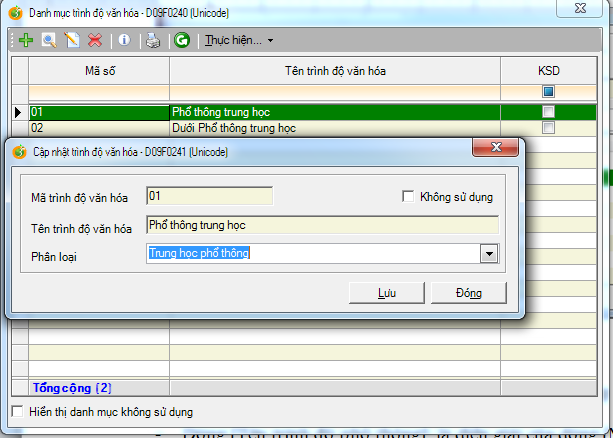 Danh mục trình độ văn hóa - D09F0240 (Unicode)
Thực hiện...
Mã số Tên trình độ văn hóa KSD
01 Phổ thông trung học
02 Dưới Phổ thông trung học
Cập nhật trình độ văn hóa - D09F0241 (Unicode)
Mã trình độ văn hóa 01 Không sử dụng
Tên trình độ văn hóa Phổ thông trung học
Phân loại Trung học phổ thông
Lưu Đóng
Tổng cộng (2)
Hiển thị danh mục không sử dụng